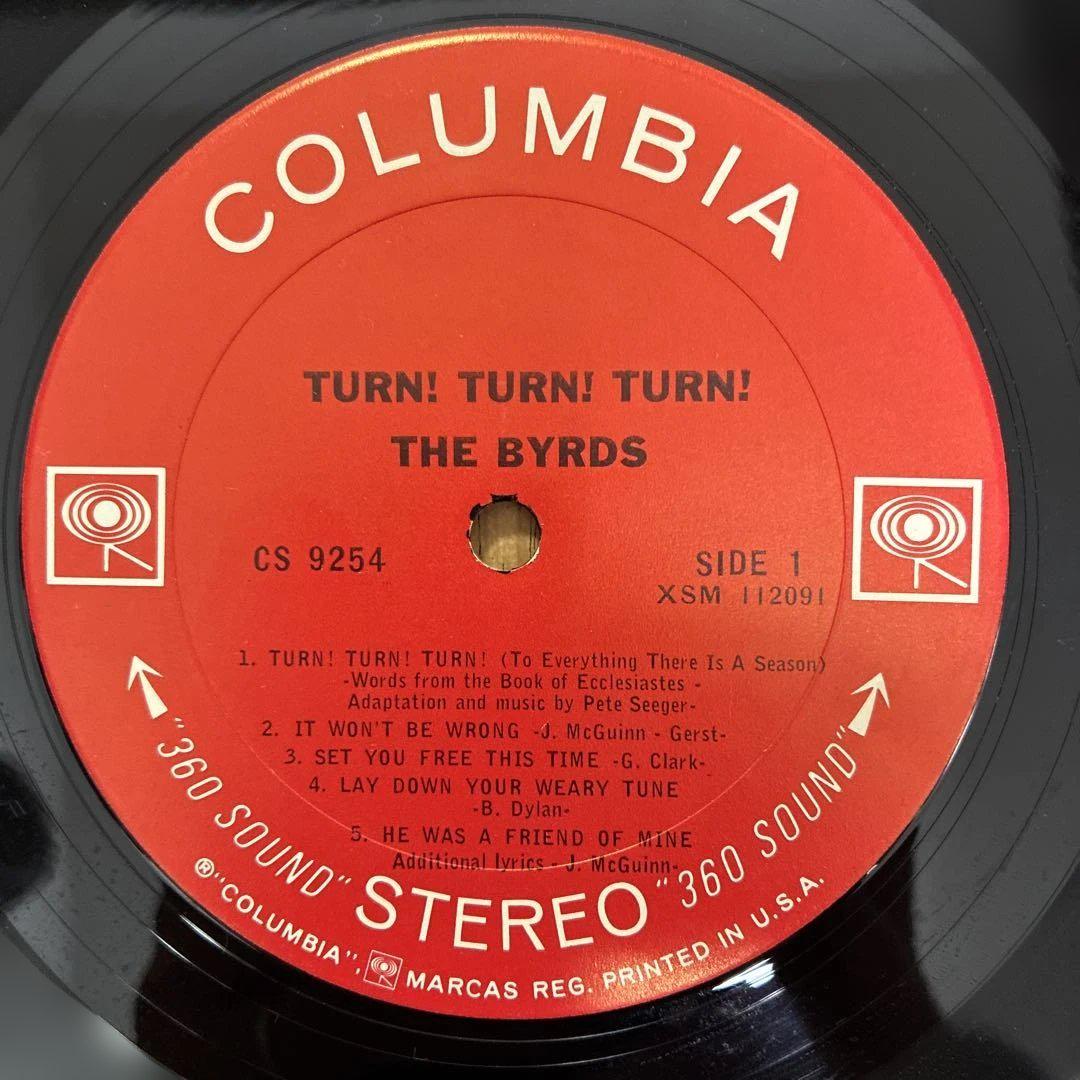 COLUMBIA
TURN! TURN! TURN!
THE BYRDS
CS 9254
SIDE 1
XSM 112091
1. TURN! TURN! TURN! (To Everything There Is A Season)
-Words from the Book of Ecclesiastes -
Adaptation and music by Pete Seeger-
2. IT WON'T BE WRONG -J. McGuinn - Gerst-
3. SET YOU FREE THIS TIME -G. Clark-
4. LAY DOWN YOUR WEARY TUNE
-B. Dylan-
5. HE WAS A FRIEND OF MINE
Additional lyrics - J. McGuinn-
"360 SOUND" STEREO "360 SOUND"
® "COLUMBIA", MARCAS REG. PRINTED IN U.S.A.